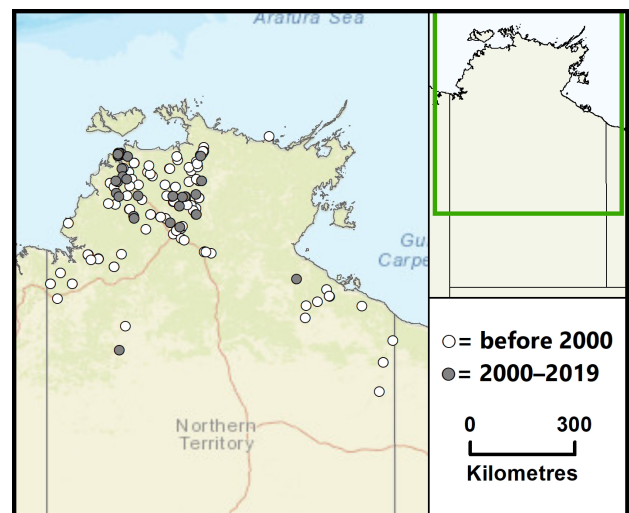 Arafura Sea
Gu
Carpe
Northern
Territory
= before 2000
= 2000–2019
0 300
Kilometres